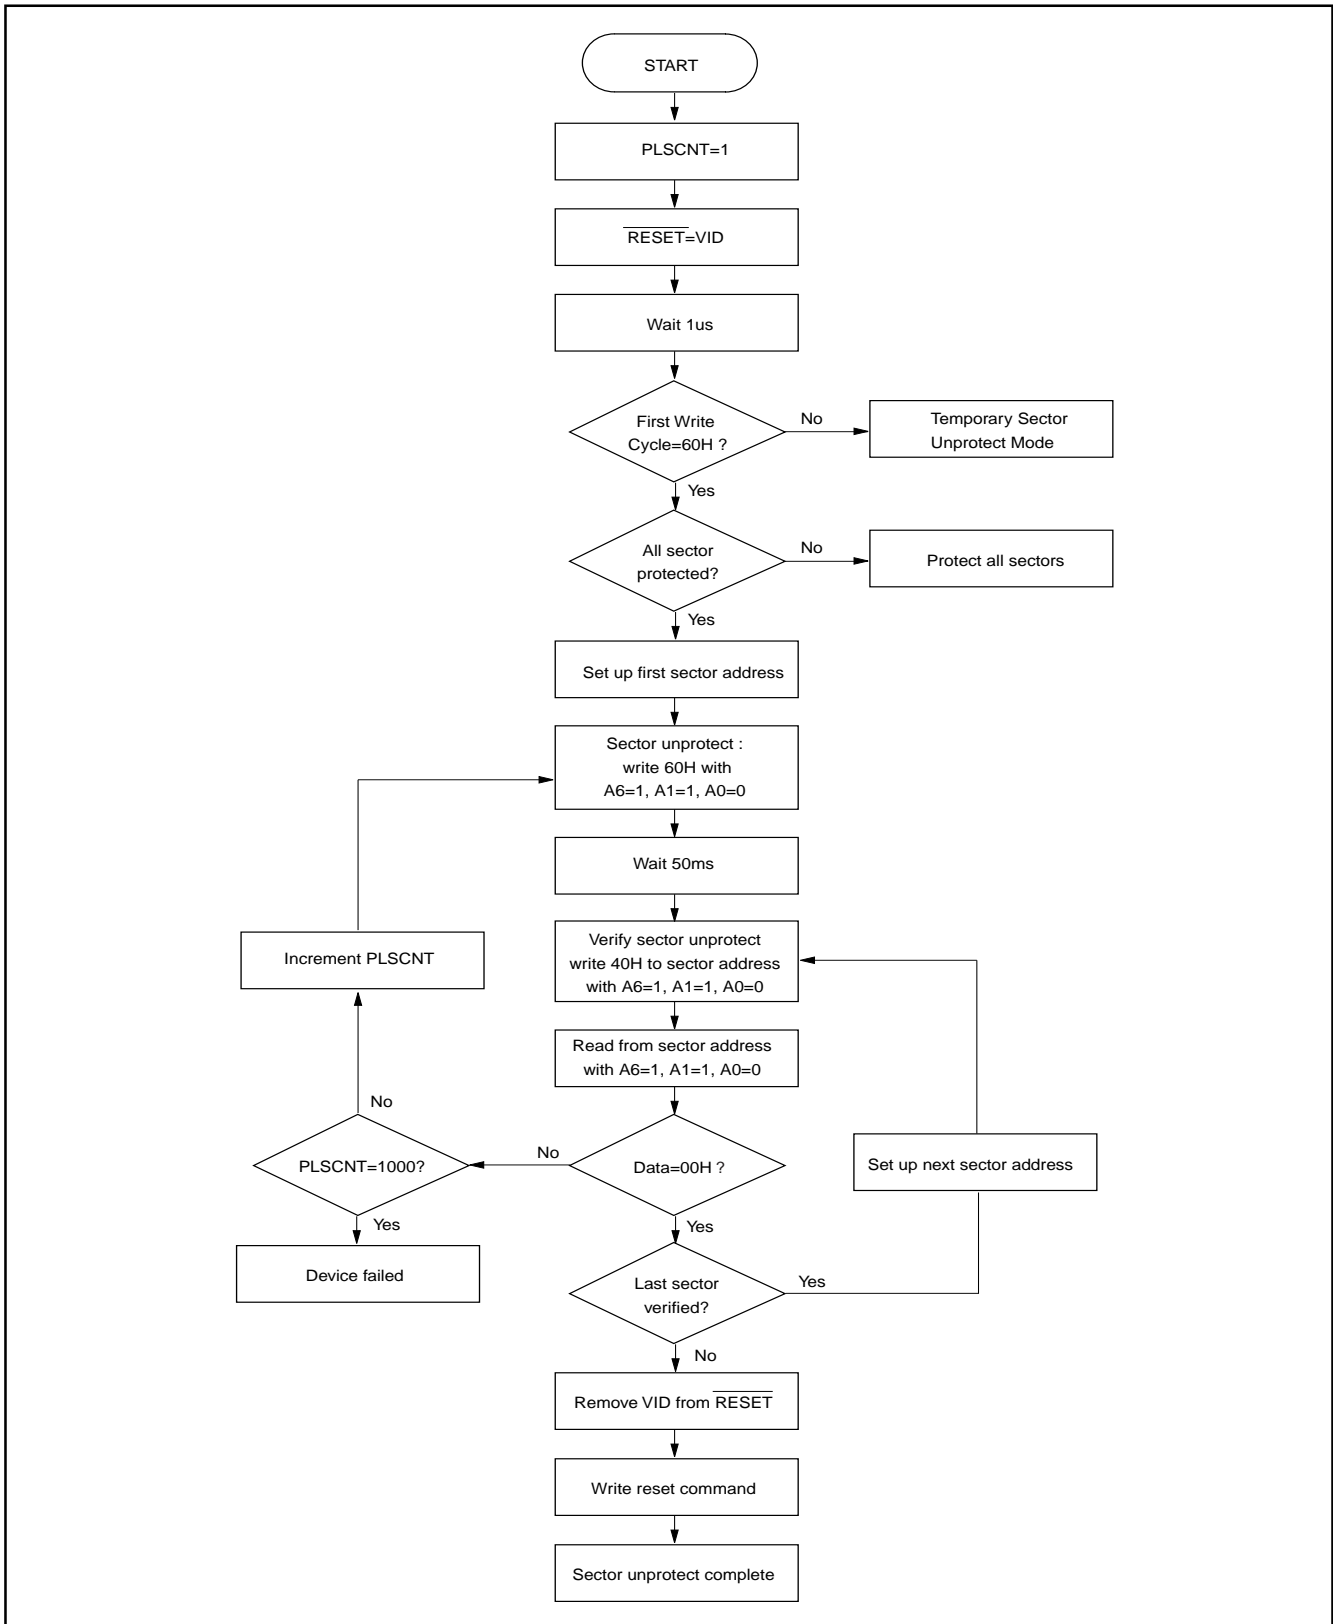 START
PLSCNT=1
RESET=VID
Wait 1us
First Write
Cycle=60H ?
No
Temporary Sector
Unprotect Mode
Yes
All sector
protected?
No
Protect all sectors
Yes
Set up first sector address
Sector unprotect :
write 60H with
A6=1, A1=1, A0=0
Wait 50ms
Verify sector unprotect
write 40H to sector address
with A6=1, A1=1, A0=0
Increment PLSCNT
Read from sector address
with A6=1, A1=1, A0=0
No
PLSCNT=1000?
No
Data=00H ?
Set up next sector address
Yes
Yes
Device failed
Last sector
verified?
Yes
No
Remove VID from RESET
Write reset command
Sector unprotect complete